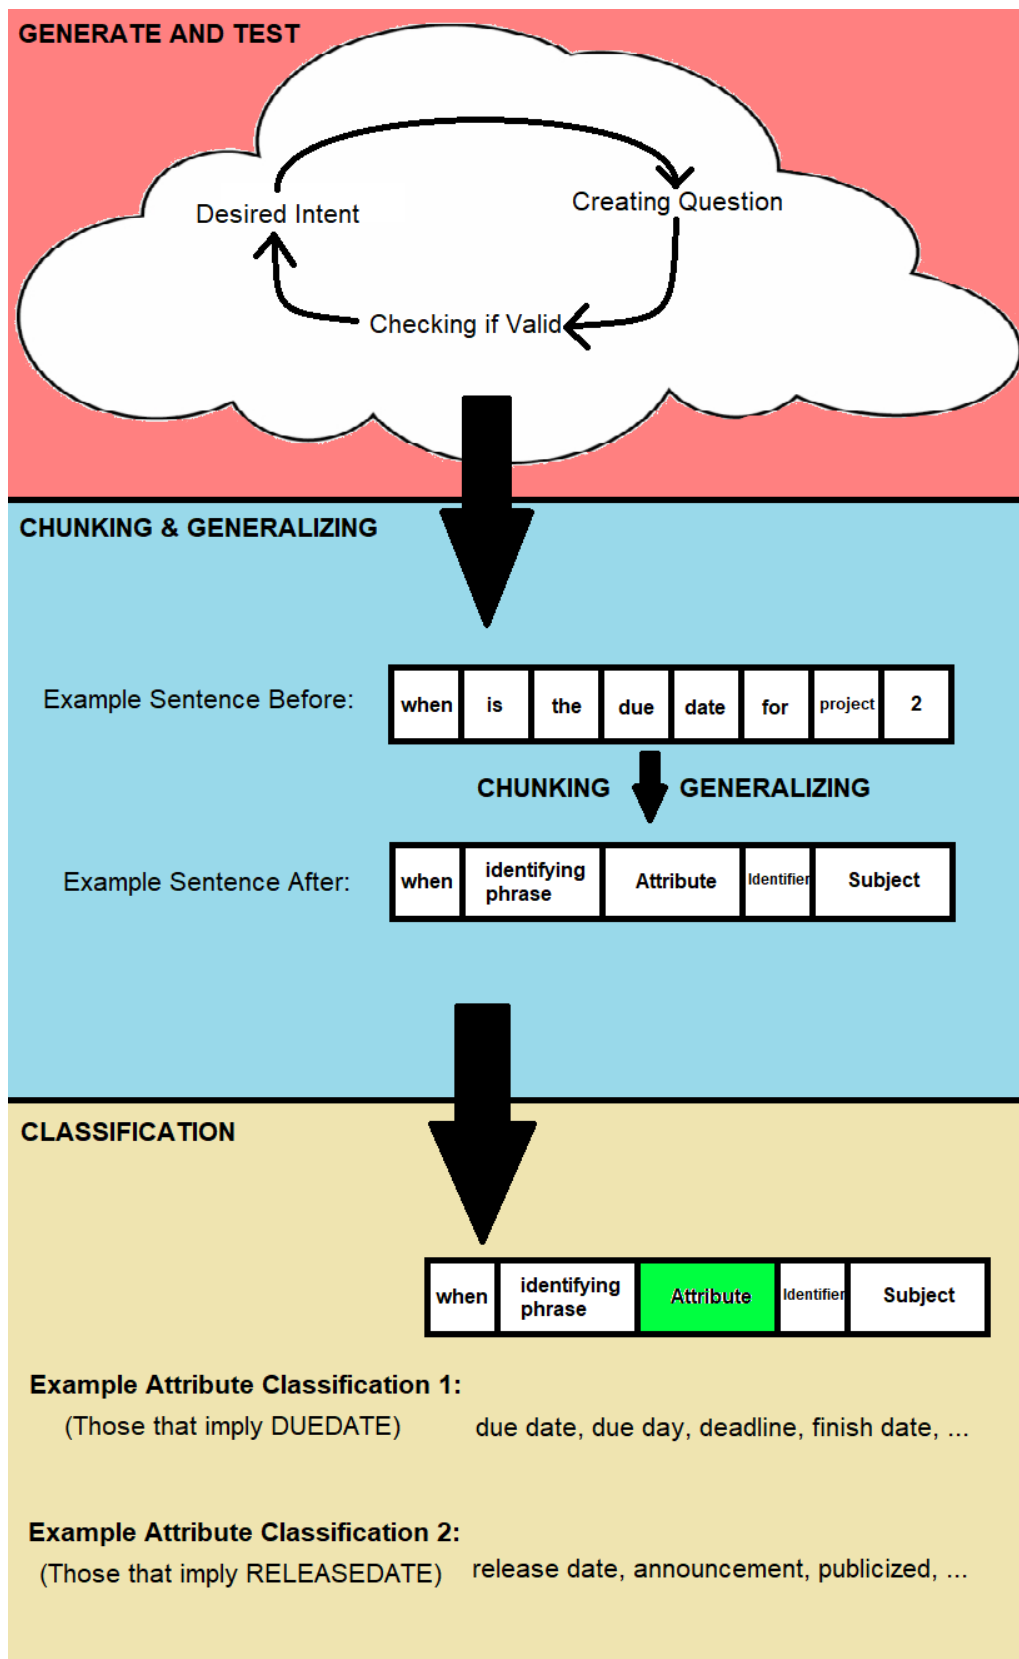 GENERATE AND TEST
Desired Intent
Creating Question
Checking if Valid
CHUNKING & GENERALIZING
Example Sentence Before:
when is the due date for project 2
CHUNKING GENERALIZING
Example Sentence After:
when identifying phrase Attribute Identifier Subject
CLASSIFICATION
when identifying phrase Attribute Identifier Subject
Example Attribute Classification 1:
(Those that imply DUEDATE) due date, due day, deadline, finish date, ...
Example Attribute Classification 2:
(Those that imply RELEASEDATE) release date, announcement, publicized, ...